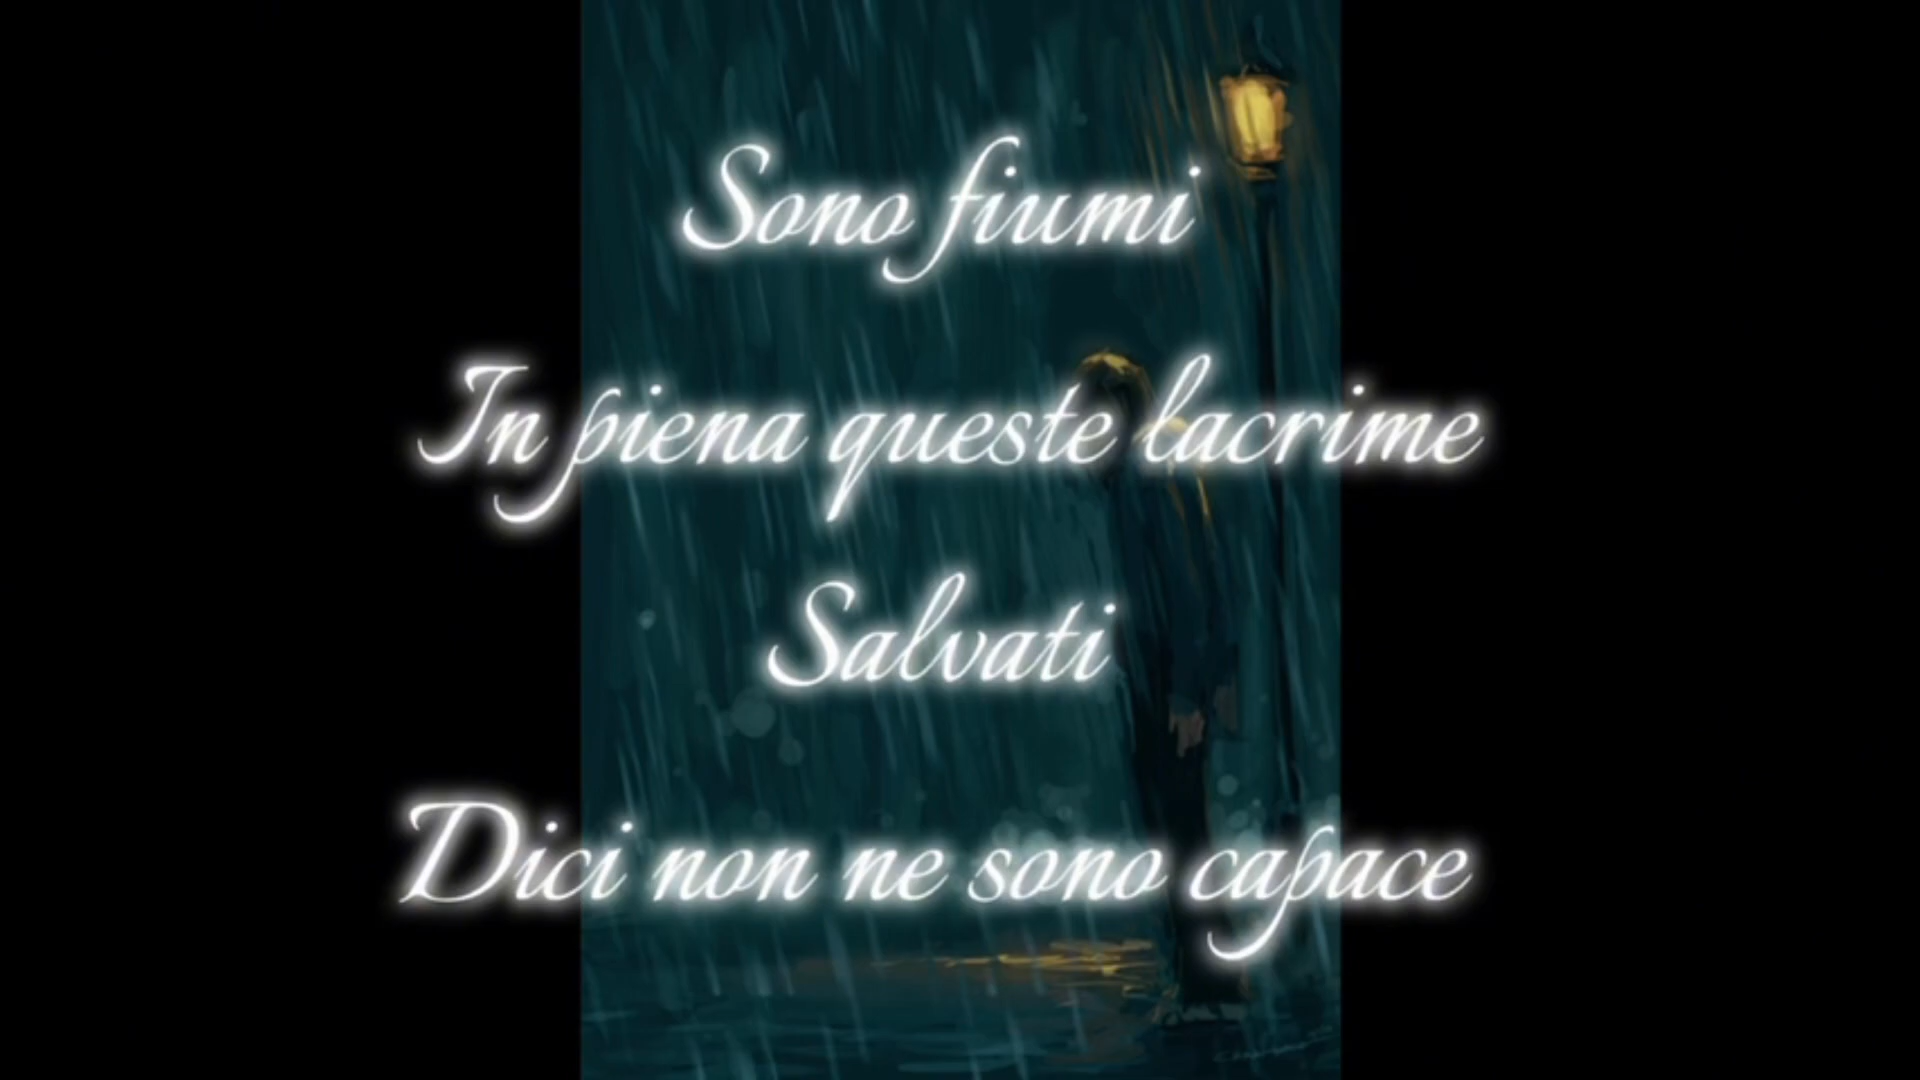 Sono fiumi
In piena queste lacrime
Salvati
Dici non ne sono capace